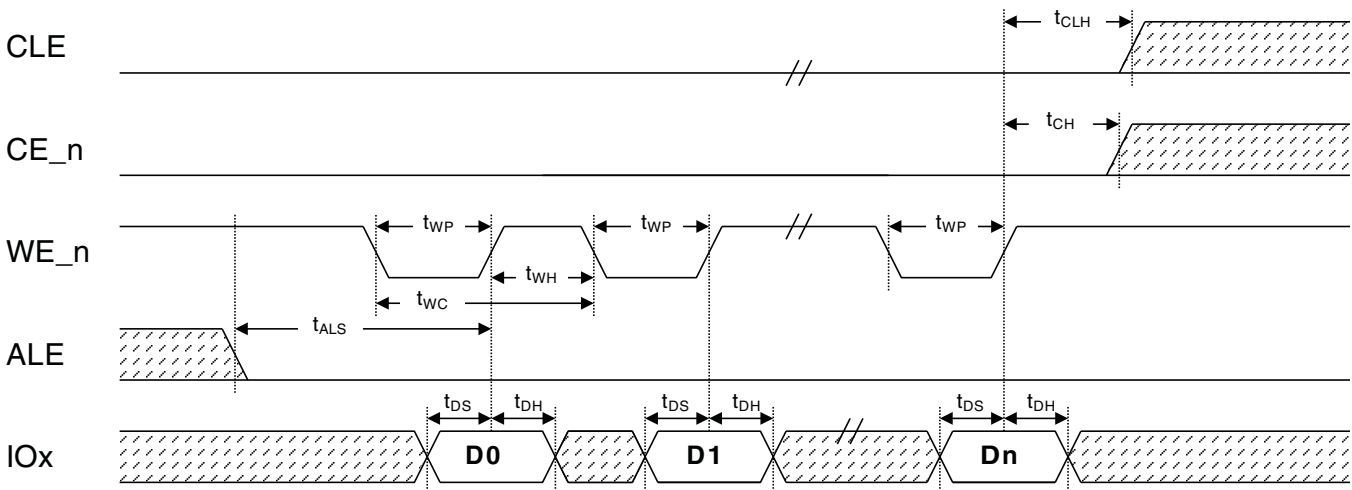 CLE
tCLH
CE_n
tCH
WE_n
tWP tWP tWP
tWH
tWC
ALE
tALS
IOx
tDS tDH tDS tDH tDS tDH
D0 D1 Dn